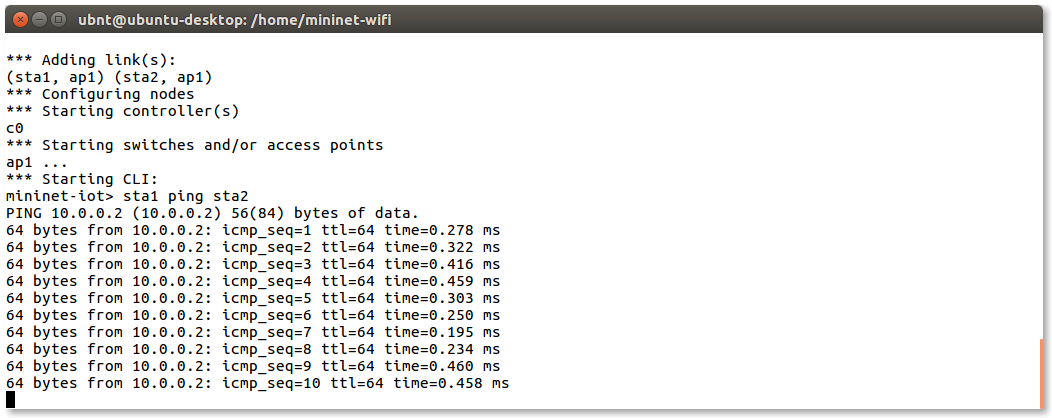 ubnt@ubuntu-desktop: /home/mininet-wifi
*** Adding link(s):
(sta1, ap1) (sta2, ap1)
*** Configuring nodes
*** Starting controller(s)
c0
*** Starting switches and/or access points
ap1 ...
*** Starting CLI:
mininet-iot> sta1 ping sta2
PING 10.0.0.2 (10.0.0.2) 56(84) bytes of data.
64 bytes from 10.0.0.2: icmp_seq=1 ttl=64 time=0.278 ms
64 bytes from 10.0.0.2: icmp_seq=2 ttl=64 time=0.322 ms
64 bytes from 10.0.0.2: icmp_seq=3 ttl=64 time=0.416 ms
64 bytes from 10.0.0.2: icmp_seq=4 ttl=64 time=0.459 ms
64 bytes from 10.0.0.2: icmp_seq=5 ttl=64 time=0.303 ms
64 bytes from 10.0.0.2: icmp_seq=6 ttl=64 time=0.250 ms
64 bytes from 10.0.0.2: icmp_seq=7 ttl=64 time=0.195 ms
64 bytes from 10.0.0.2: icmp_seq=8 ttl=64 time=0.234 ms
64 bytes from 10.0.0.2: icmp_seq=9 ttl=64 time=0.460 ms
64 bytes from 10.0.0.2: icmp_seq=10 ttl=64 time=0.458 ms